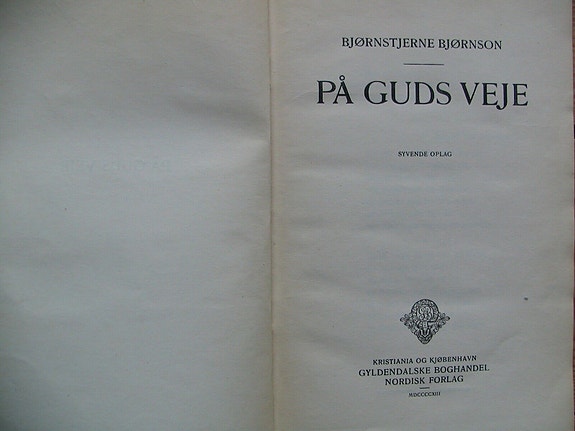 BJØRNSTJERNE BJØRNSON
PÅ GUDS VEJE
SYVENDE OPLAG
KRISTIANIA OG KJØBENHAVN
GYLDENDALSKE BOGHANDEL
NORDISK FORLAG
MDCCCCXIII